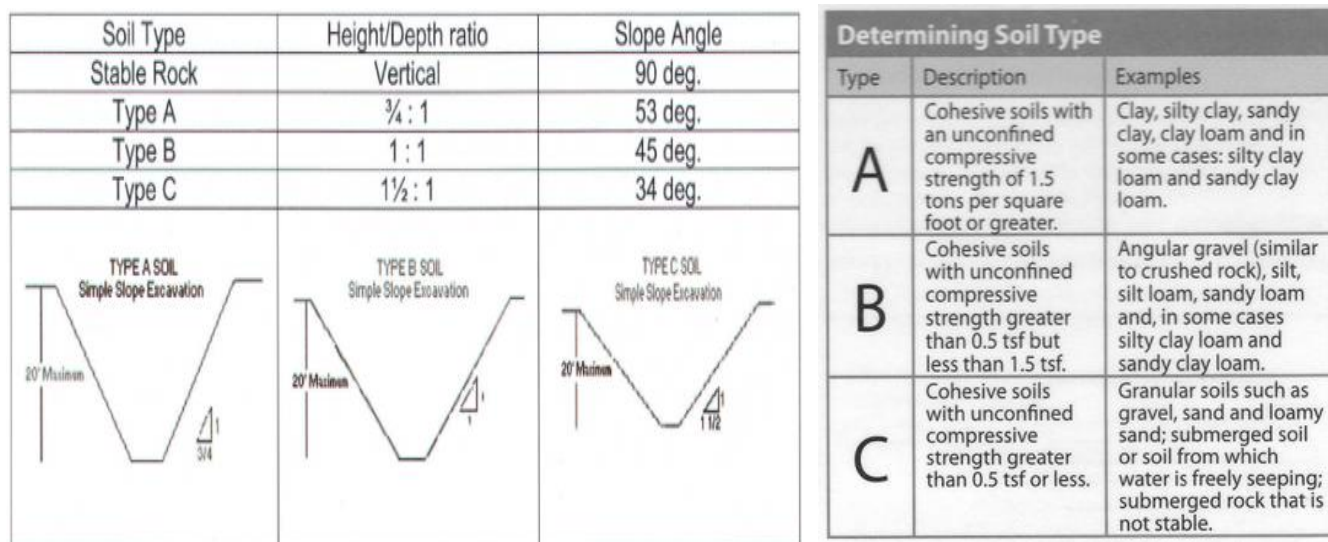 Soil Type Height/Depth ratio Slope Angle
Stable Rock Vertical 90 deg.
Type A ¾ : 1 53 deg.
Type B 1 : 1 45 deg.
Type C 1½ : 1 34 deg.
TYPE A SOIL
Simple Slope Excavation
20' Maximum
1
3/4
TYPE B SOIL
Simple Slope Excavation
20' Maximum
1
1
TYPE C SOIL
Simple Slope Excavation
20' Maximum
1
1 1/2
Determining Soil Type
Type Description Examples
A
Cohesive soils with
an unconfined
compressive
strength of 1.5
tons per square
foot or greater.
Clay, silty clay, sandy
clay, clay loam and in
some cases: silty clay
loam and sandy clay
loam.
B
Cohesive soils
with unconfined
compressive
strength greater
than 0.5 tsf but
less than 1.5 tsf.
Angular gravel (similar
to crushed rock), silt,
silt loam, sandy loam
and, in some cases
silty clay loam and
sandy clay loam.
C
Cohesive soils
with unconfined
compressive
strength greater
than 0.5 tsf or less.
Granular soils such as
gravel, sand and loamy
sand; submerged soil
or soil from which
water is freely seeping;
submerged rock that is
not stable.